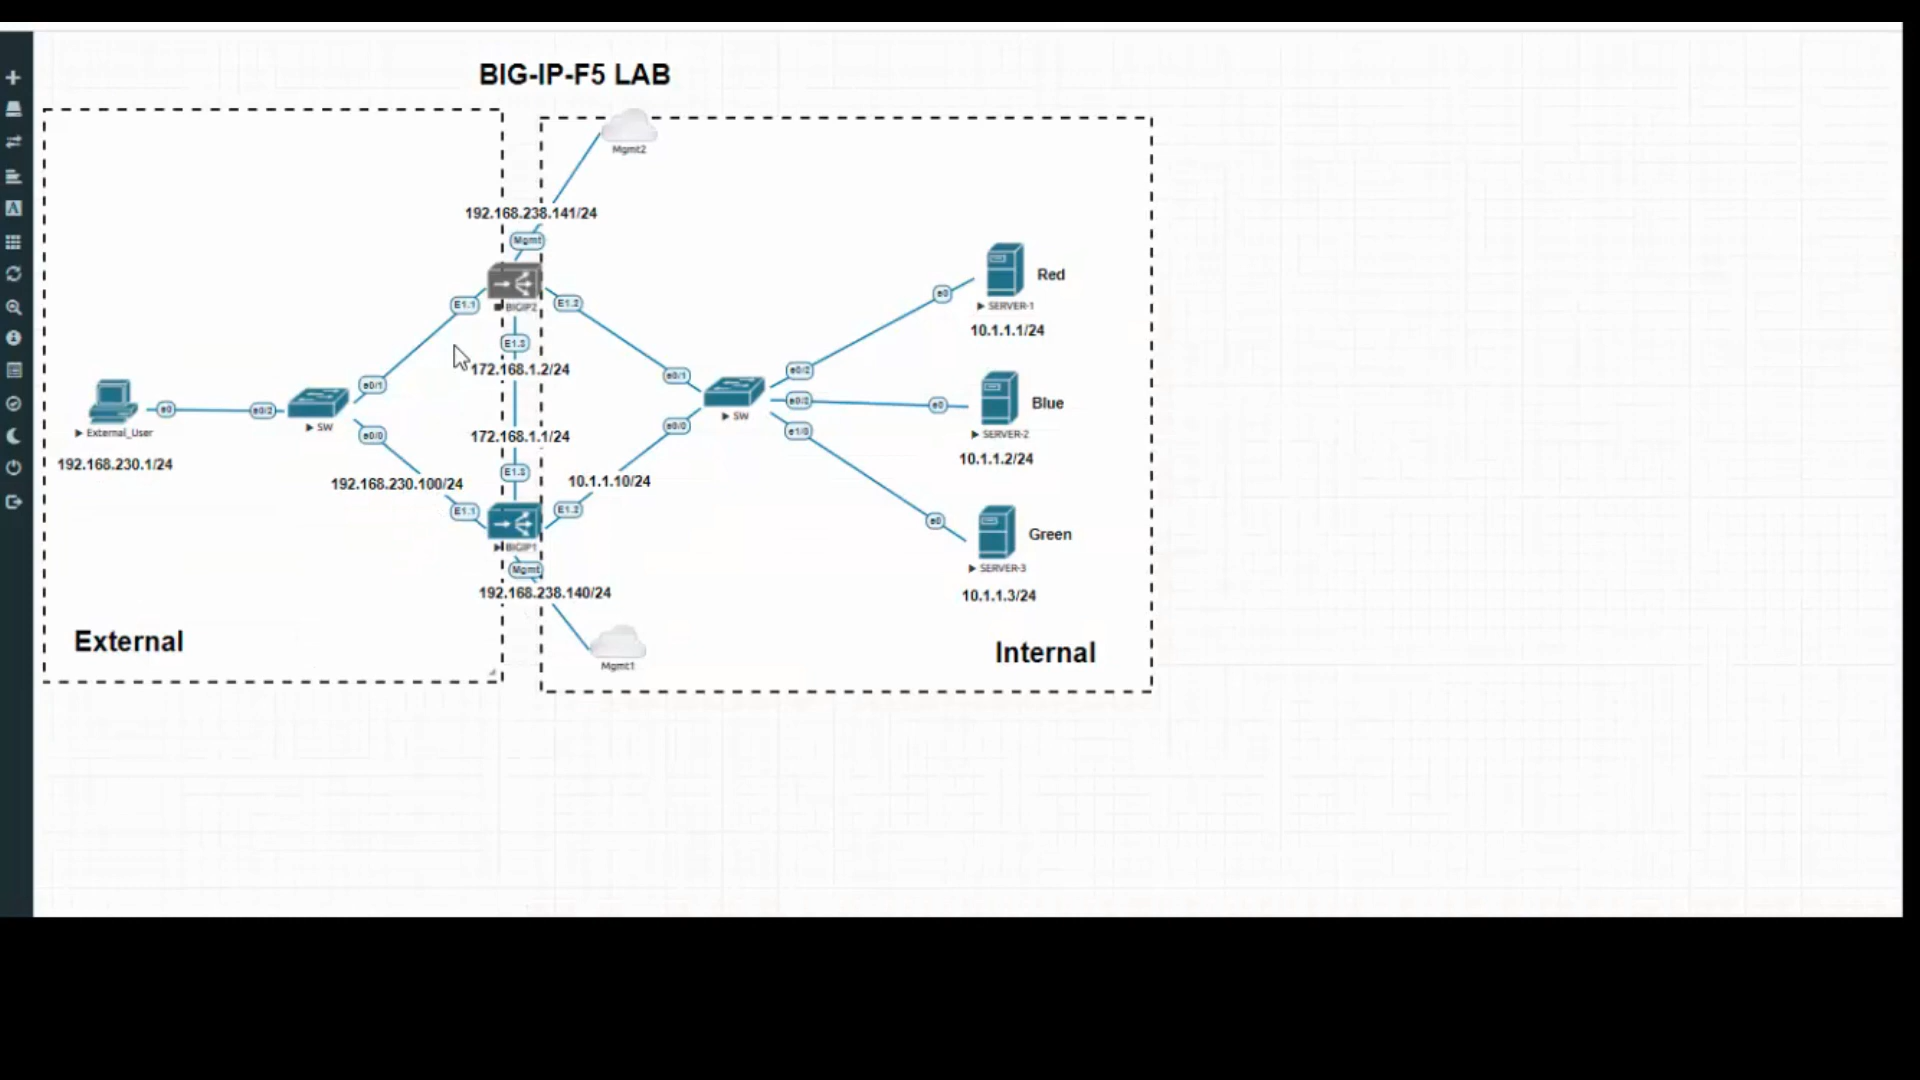 BIG-IP-F5 LAB
Mgmt2
192.168.238.141/24
Mgmt
BIGIP2
E1.1
E1.2
E1.3
172.168.1.2/24
Red
e0
SERVER-1
10.1.1.1/24
e0/1
e0/1
e0/2
External_User
192.168.230.1/24
e0
e0/2
SW
SW
e0/2
e0
Blue
SERVER-2
10.1.1.2/24
e0/0
e0/0
e1/0
172.168.1.1/24
E1.3
192.168.230.100/24
10.1.1.10/24
E1.1
E1.2
BIGIP1
Mgmt
192.168.238.140/24
Mgmt1
e0
Green
SERVER-3
10.1.1.3/24
External
Internal